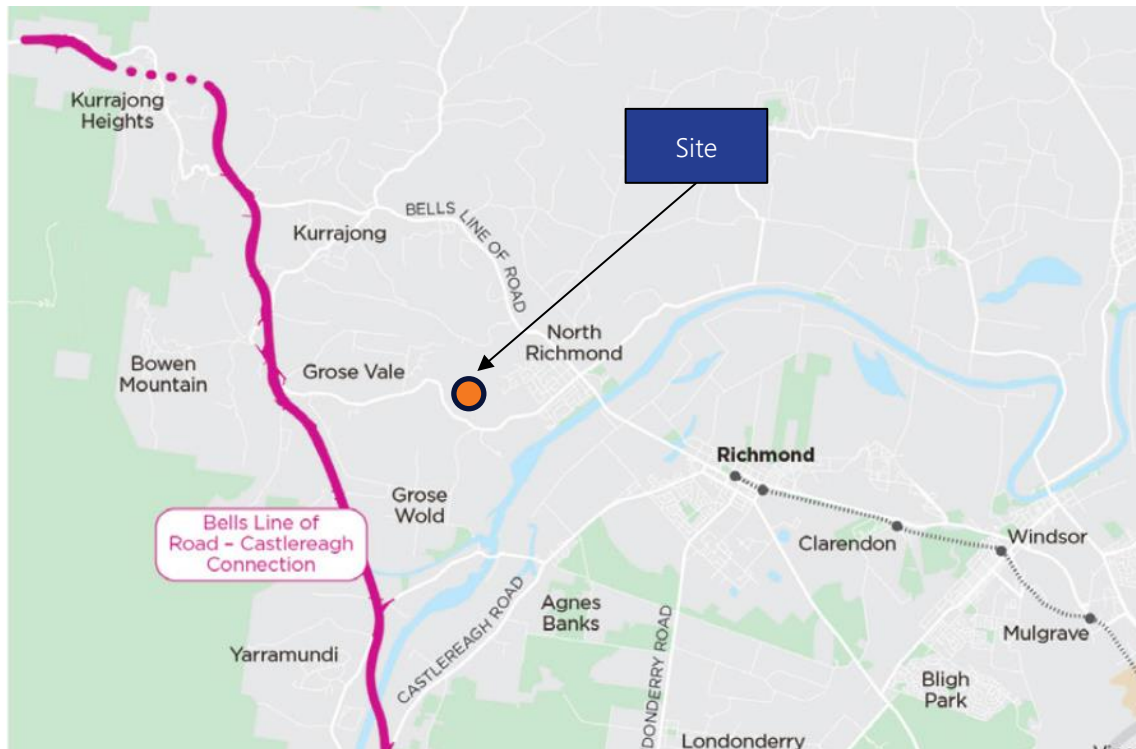 Site
Kurrajong
Heights
BELLS LINE OF ROAD
Kurrajong
North
Richmond
Bowen
Mountain
Grose Vale
Richmond
Grose
Wold
Bells Line of
Road – Castlereagh
Connection
Clarendon
Windsor
CASTLEREAGH ROAD
Agnes
Banks
DONDERRY ROAD
Mulgrave
Yarramundi
Bligh
Park
Londonderry